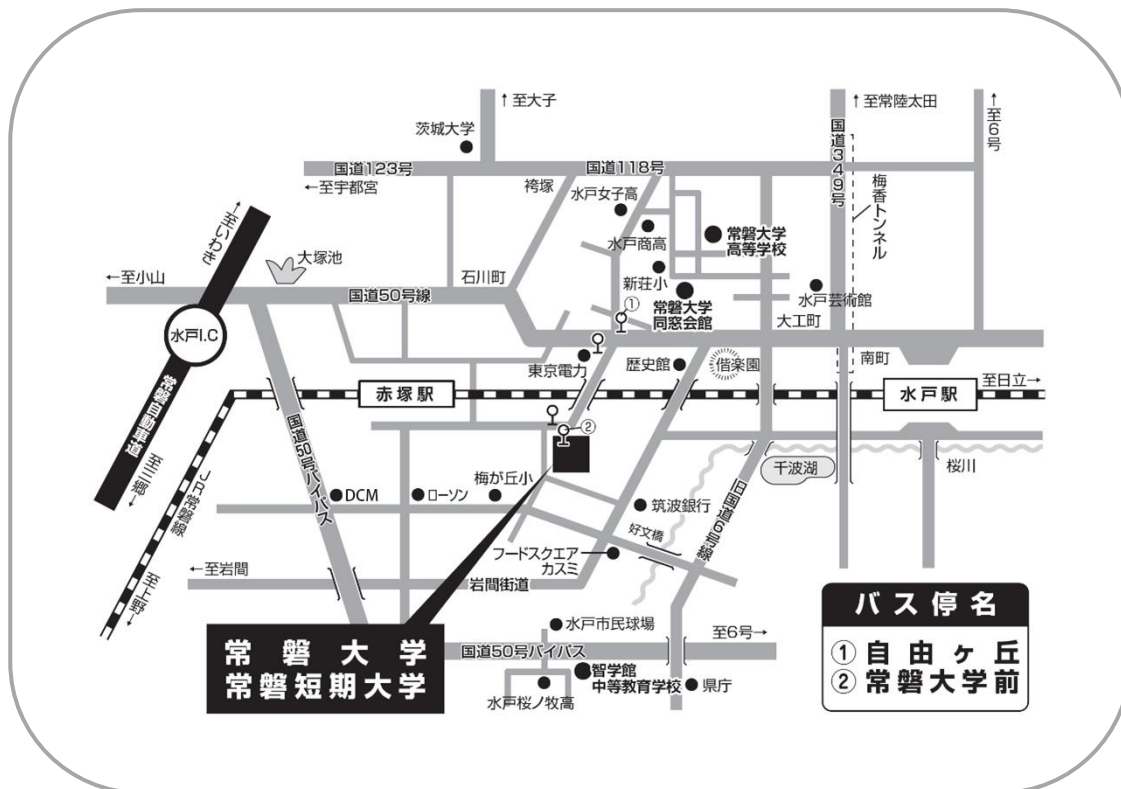 ↑至大子
↑至常陸太田
↑至6号
茨城大学
国道123号
国道118号
国道349号
←至宇都宮
袴塚
水戸女子高
梅香トンネル
水戸商高
常磐大学
高等学校
←至いわき
大塚池
石川町
新荘小
←至小山
国道50号線
①
常磐大学
同窓会館
水戸芸術館
大工町
水戸I.C
東京電力
歴史館
偕楽園
南町
赤塚駅
水戸駅
至日立→
常磐自動車道
②
国道50号バイパス
千波湖
桜川
至三郷→
JR常磐線
DCM
ローソン
梅が丘小
筑波銀行
旧国道6号線
好文橋
フードスクエア
カスミ
←至岩間
岩間街道
至上野→
バス停名
①自由ヶ丘
②常磐大学前
常磐大学
常磐短期大学
水戸市民球場
至6号→
国道50号バイパス
智学館
中等教育学校
県庁
水戸桜ノ牧高